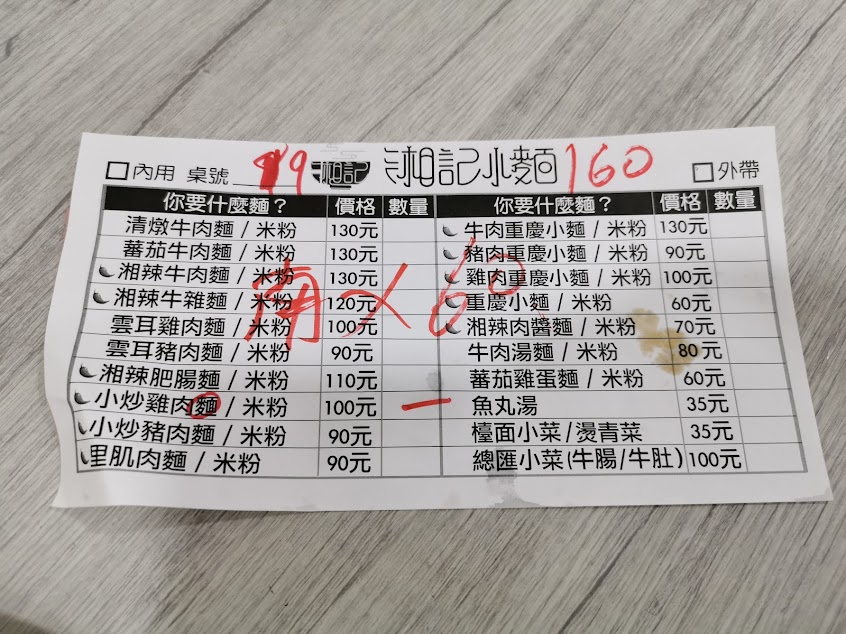 □內用 桌號 19 湘記 湘記小麵 160 □外帶
你要什麼麵？ 價格 數量 你要什麼麵？ 價格 數量
清燉牛肉麵 / 米粉 130元 牛肉重慶小麵 / 米粉 130元
蕃茄牛肉麵 / 米粉 130元 豬肉重慶小麵 / 米粉 90元
湘辣牛肉麵 / 米粉 130元 雞肉重慶小麵 / 米粉 100元
湘辣牛雜麵 / 米粉 120元 重慶小麵 / 米粉 60元
南 X 60
雲耳雞肉麵 / 米粉 100元 湘辣肉醬麵 / 米粉 70元
雲耳豬肉麵 / 米粉 90元 牛肉湯麵 / 米粉 80元
湘辣肥腸麵 / 米粉 110元 蕃茄雞蛋麵 / 米粉 60元
小炒雞肉麵 / 米粉 100元 一 魚丸湯 35元
小炒豬肉麵 / 米粉 90元 檯面小菜/燙青菜 35元
里肌肉麵 / 米粉 90元 總匯小菜(牛腸/牛肚) 100元